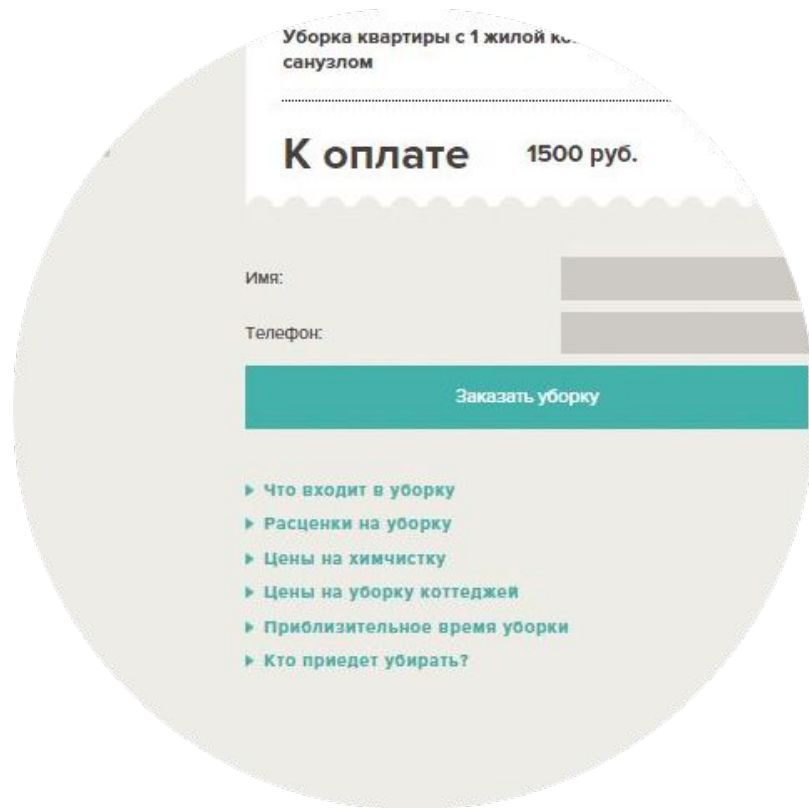 Уборка квартиры с 1 жилой
санузлом
К оплате 1500 руб.
Имя:
Телефон:
Заказать уборку
Что входит в уборку
Расценки на уборку
Цены на химчистку
Цены на уборку коттеджей
Приблизительное время уборки
Кто приедет убирать?